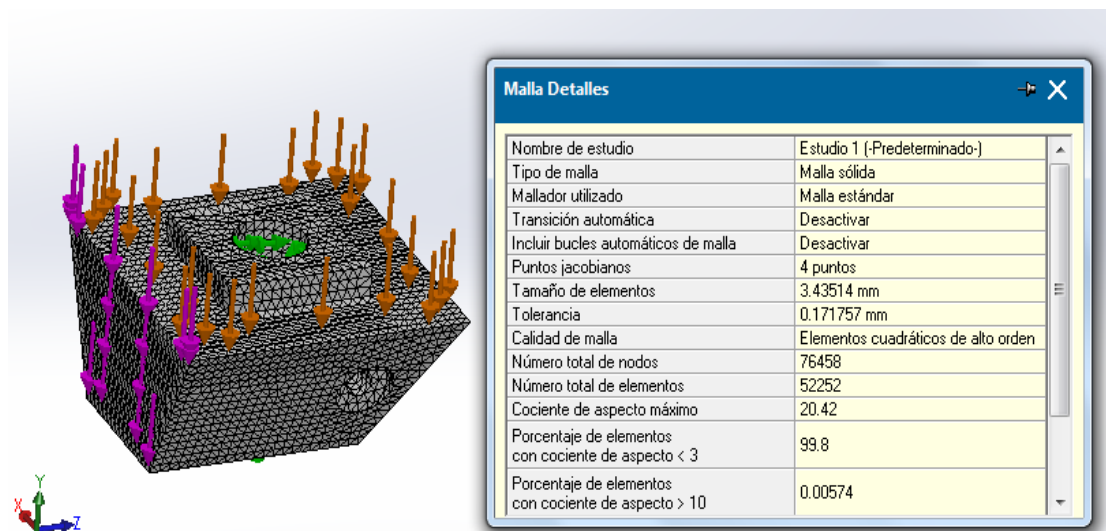 Malla Detalles
Nombre de estudio Estudio 1 (-Predeterminado-)
Tipo de malla Malla sólida
Mallador utilizado Malla estándar
Transición automática Desactivar
Incluir bucles automáticos de malla Desactivar
Puntos jacobianos 4 puntos
Tamaño de elementos 3.43514 mm
Tolerancia 0.171757 mm
Calidad de malla Elementos cuadráticos de alto orden
Número total de nodos 76458
Número total de elementos 52252
Cociente de aspecto máximo 20.42
Porcentaje de elementos
con cociente de aspecto < 3 99.8
Porcentaje de elementos
con cociente de aspecto > 10 0.00574
Y
X
Z